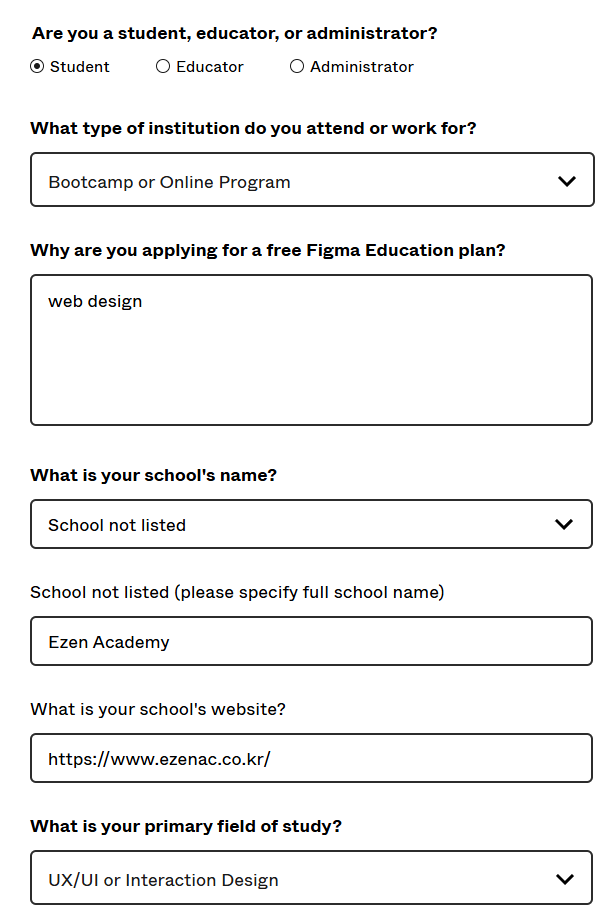 Are you a student, educator, or administrator?
Student Educator Administrator
What type of institution do you attend or work for?
Bootcamp or Online Program
Why are you applying for a free Figma Education plan?
web design
What is your school's name?
School not listed
School not listed (please specify full school name)
Ezen Academy
What is your school's website?
https://www.ezenac.co.kr/
What is your primary field of study?
UX/UI or Interaction Design